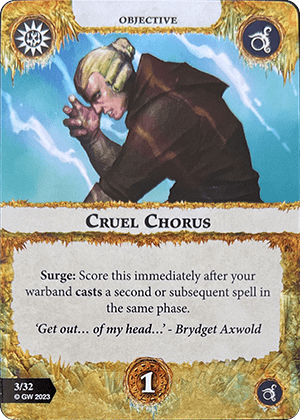 OBJECTIVE
CRUEL CHORUS
Surge: Score this immediately after your
warband casts a second or subsequent spell in
the same phase.
‘Get out… of my head…’ - Brydget Axwold
3/32
© GW 2023
1